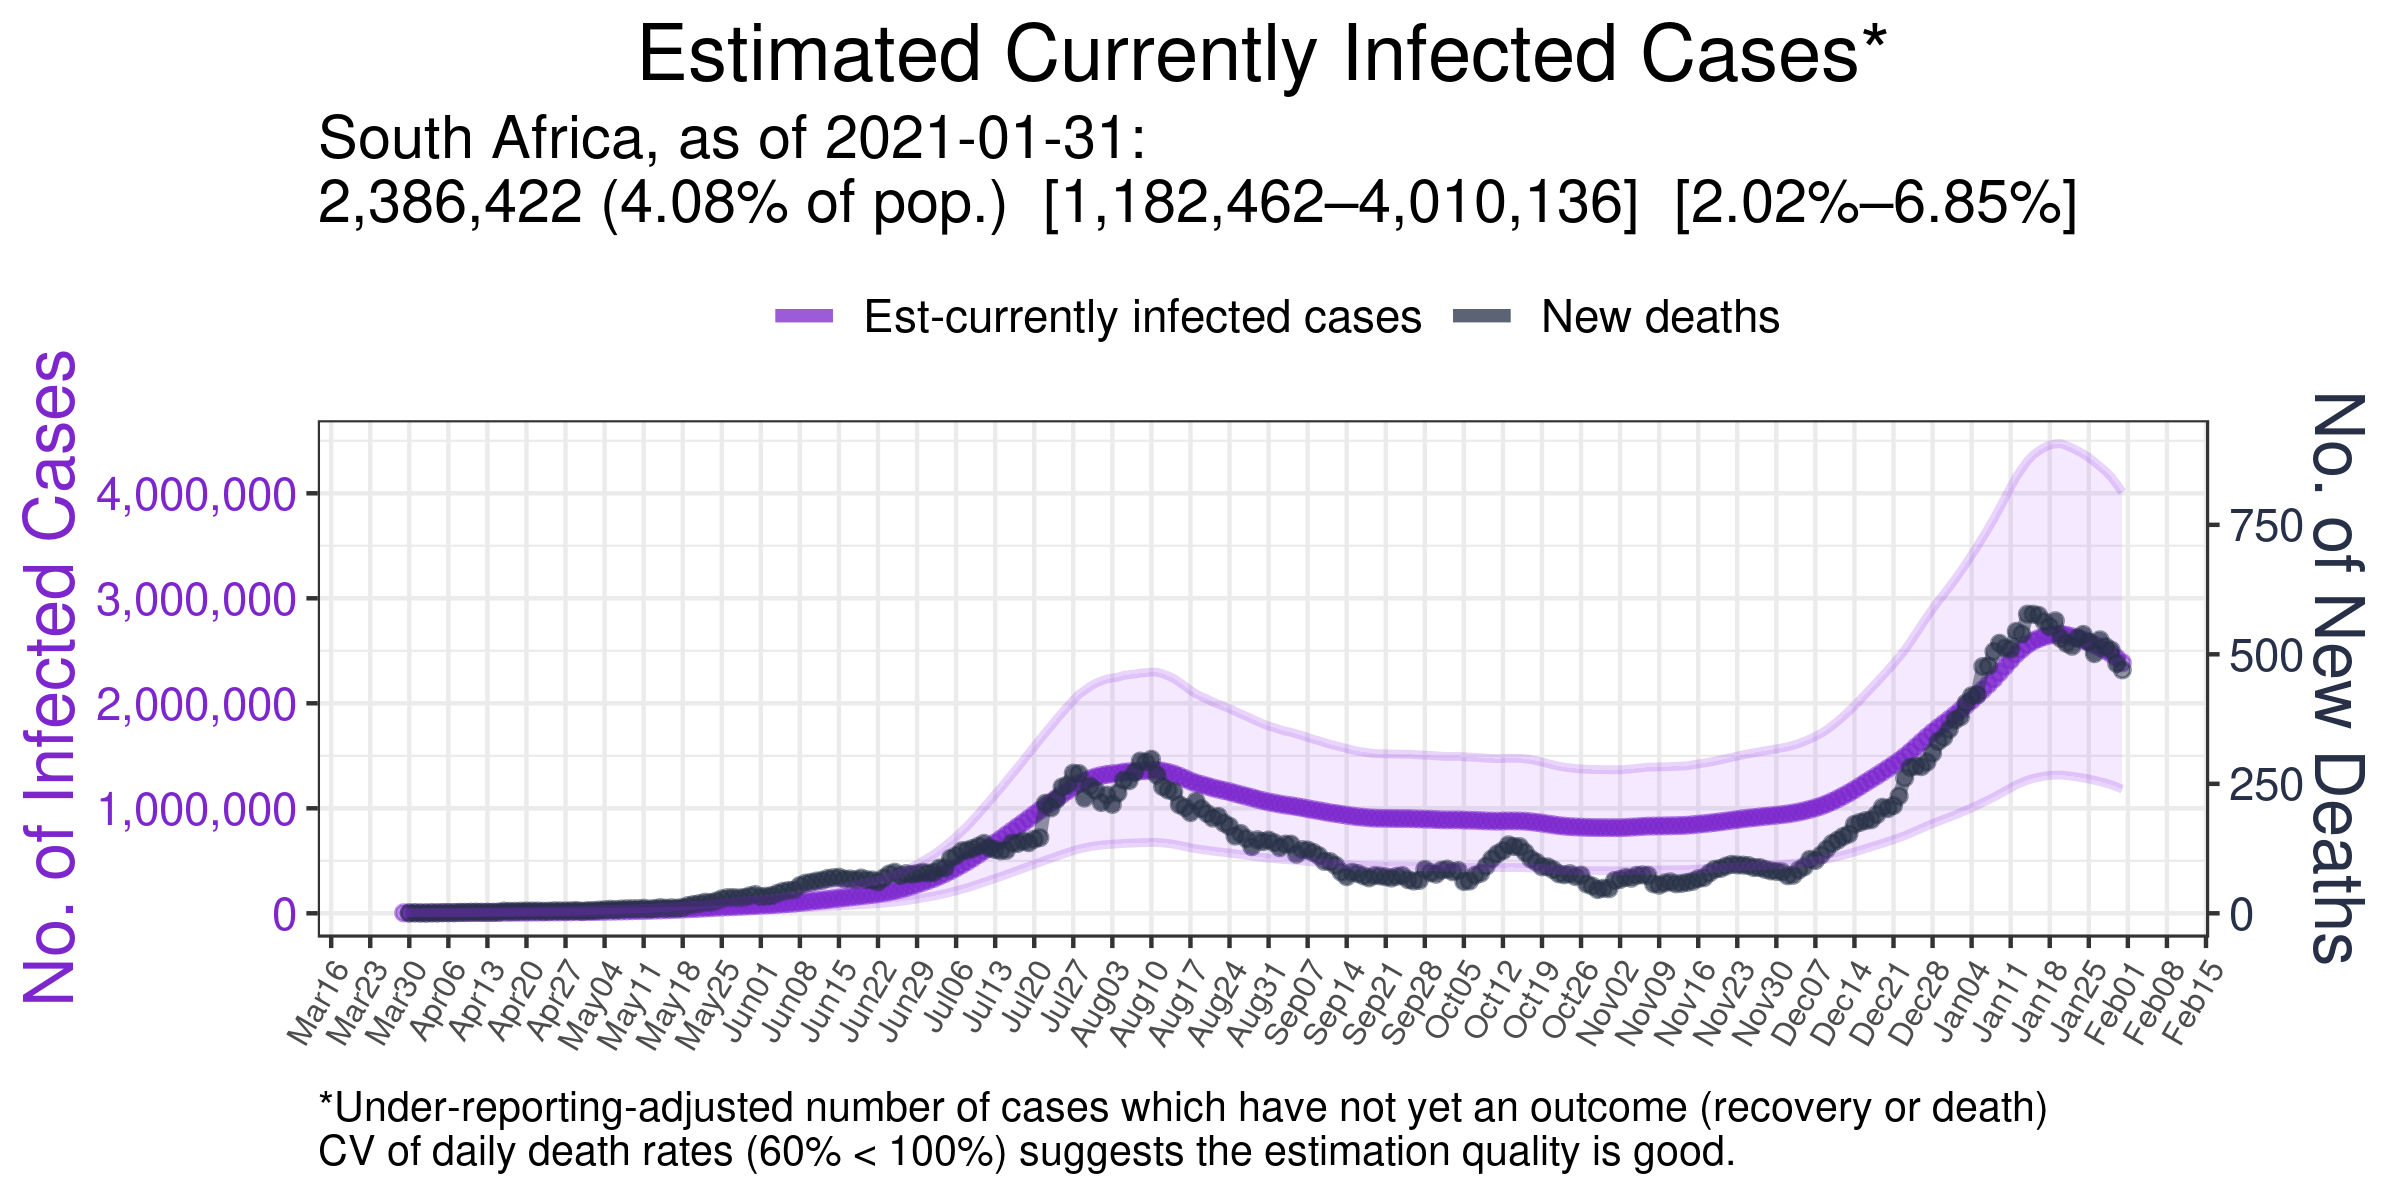 Estimated Currently Infected Cases*
South Africa, as of 2021-01-31:
2,386,422 (4.08% of pop.) [1,182,462–4,010,136] [2.02%–6.85%]
Est-currently infected cases New deaths
No. of Infected Cases
4,000,000
3,000,000
2,000,000
1,000,000
0
No. of New Deaths
750
500
250
0
Mar16 Mar23 Mar30 Apr06 Apr13 Apr20 Apr27 May04 May11 May18 May25 Jun01 Jun08 Jun15 Jun22 Jun29 Jul06 Jul13 Jul20 Jul27 Aug03 Aug10 Aug17 Aug24 Aug31 Sep07 Sep14 Sep21 Sep28 Oct05 Oct12 Oct19 Oct26 Nov02 Nov09 Nov16 Nov23 Nov30 Dec07 Dec14 Dec21 Dec28 Jan04 Jan11 Jan18 Jan25 Feb01 Feb08 Feb15
*Under-reporting-adjusted number of cases which have not yet an outcome (recovery or death)
CV of daily death rates (60% < 100%) suggests the estimation quality is good.